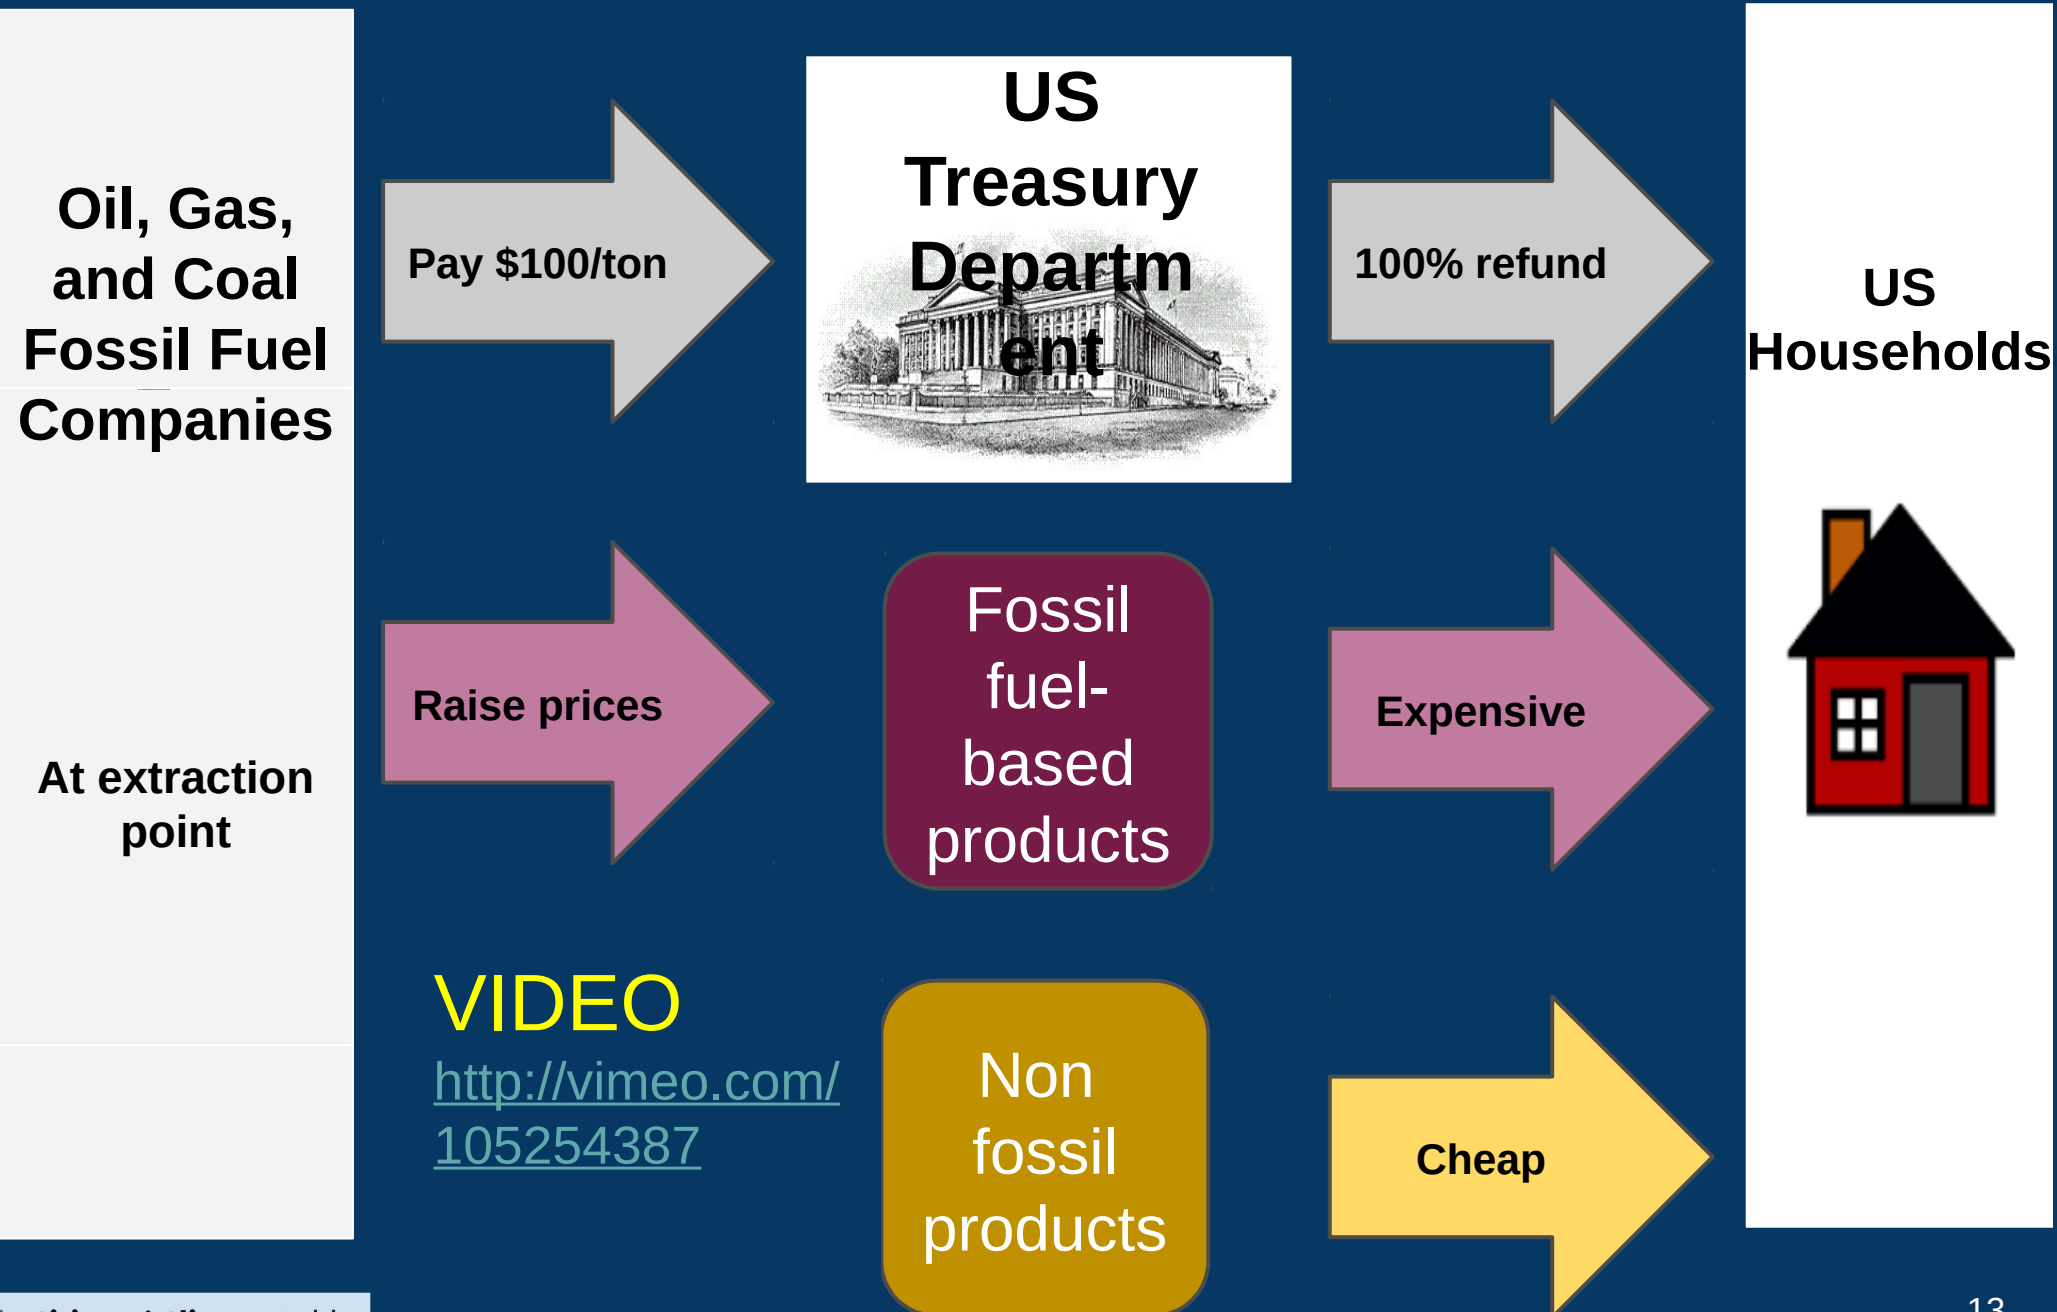 Oil, Gas,
and Coal
Fossil Fuel
Companies
At extraction
point
Pay $100/ton
US
Treasury
Departm
ent
100% refund
US
Households
Raise prices
Fossil
fuel-
based
products
Expensive
VIDEO
http://vimeo.com/
105254387
Non
fossil
products
Cheap
13